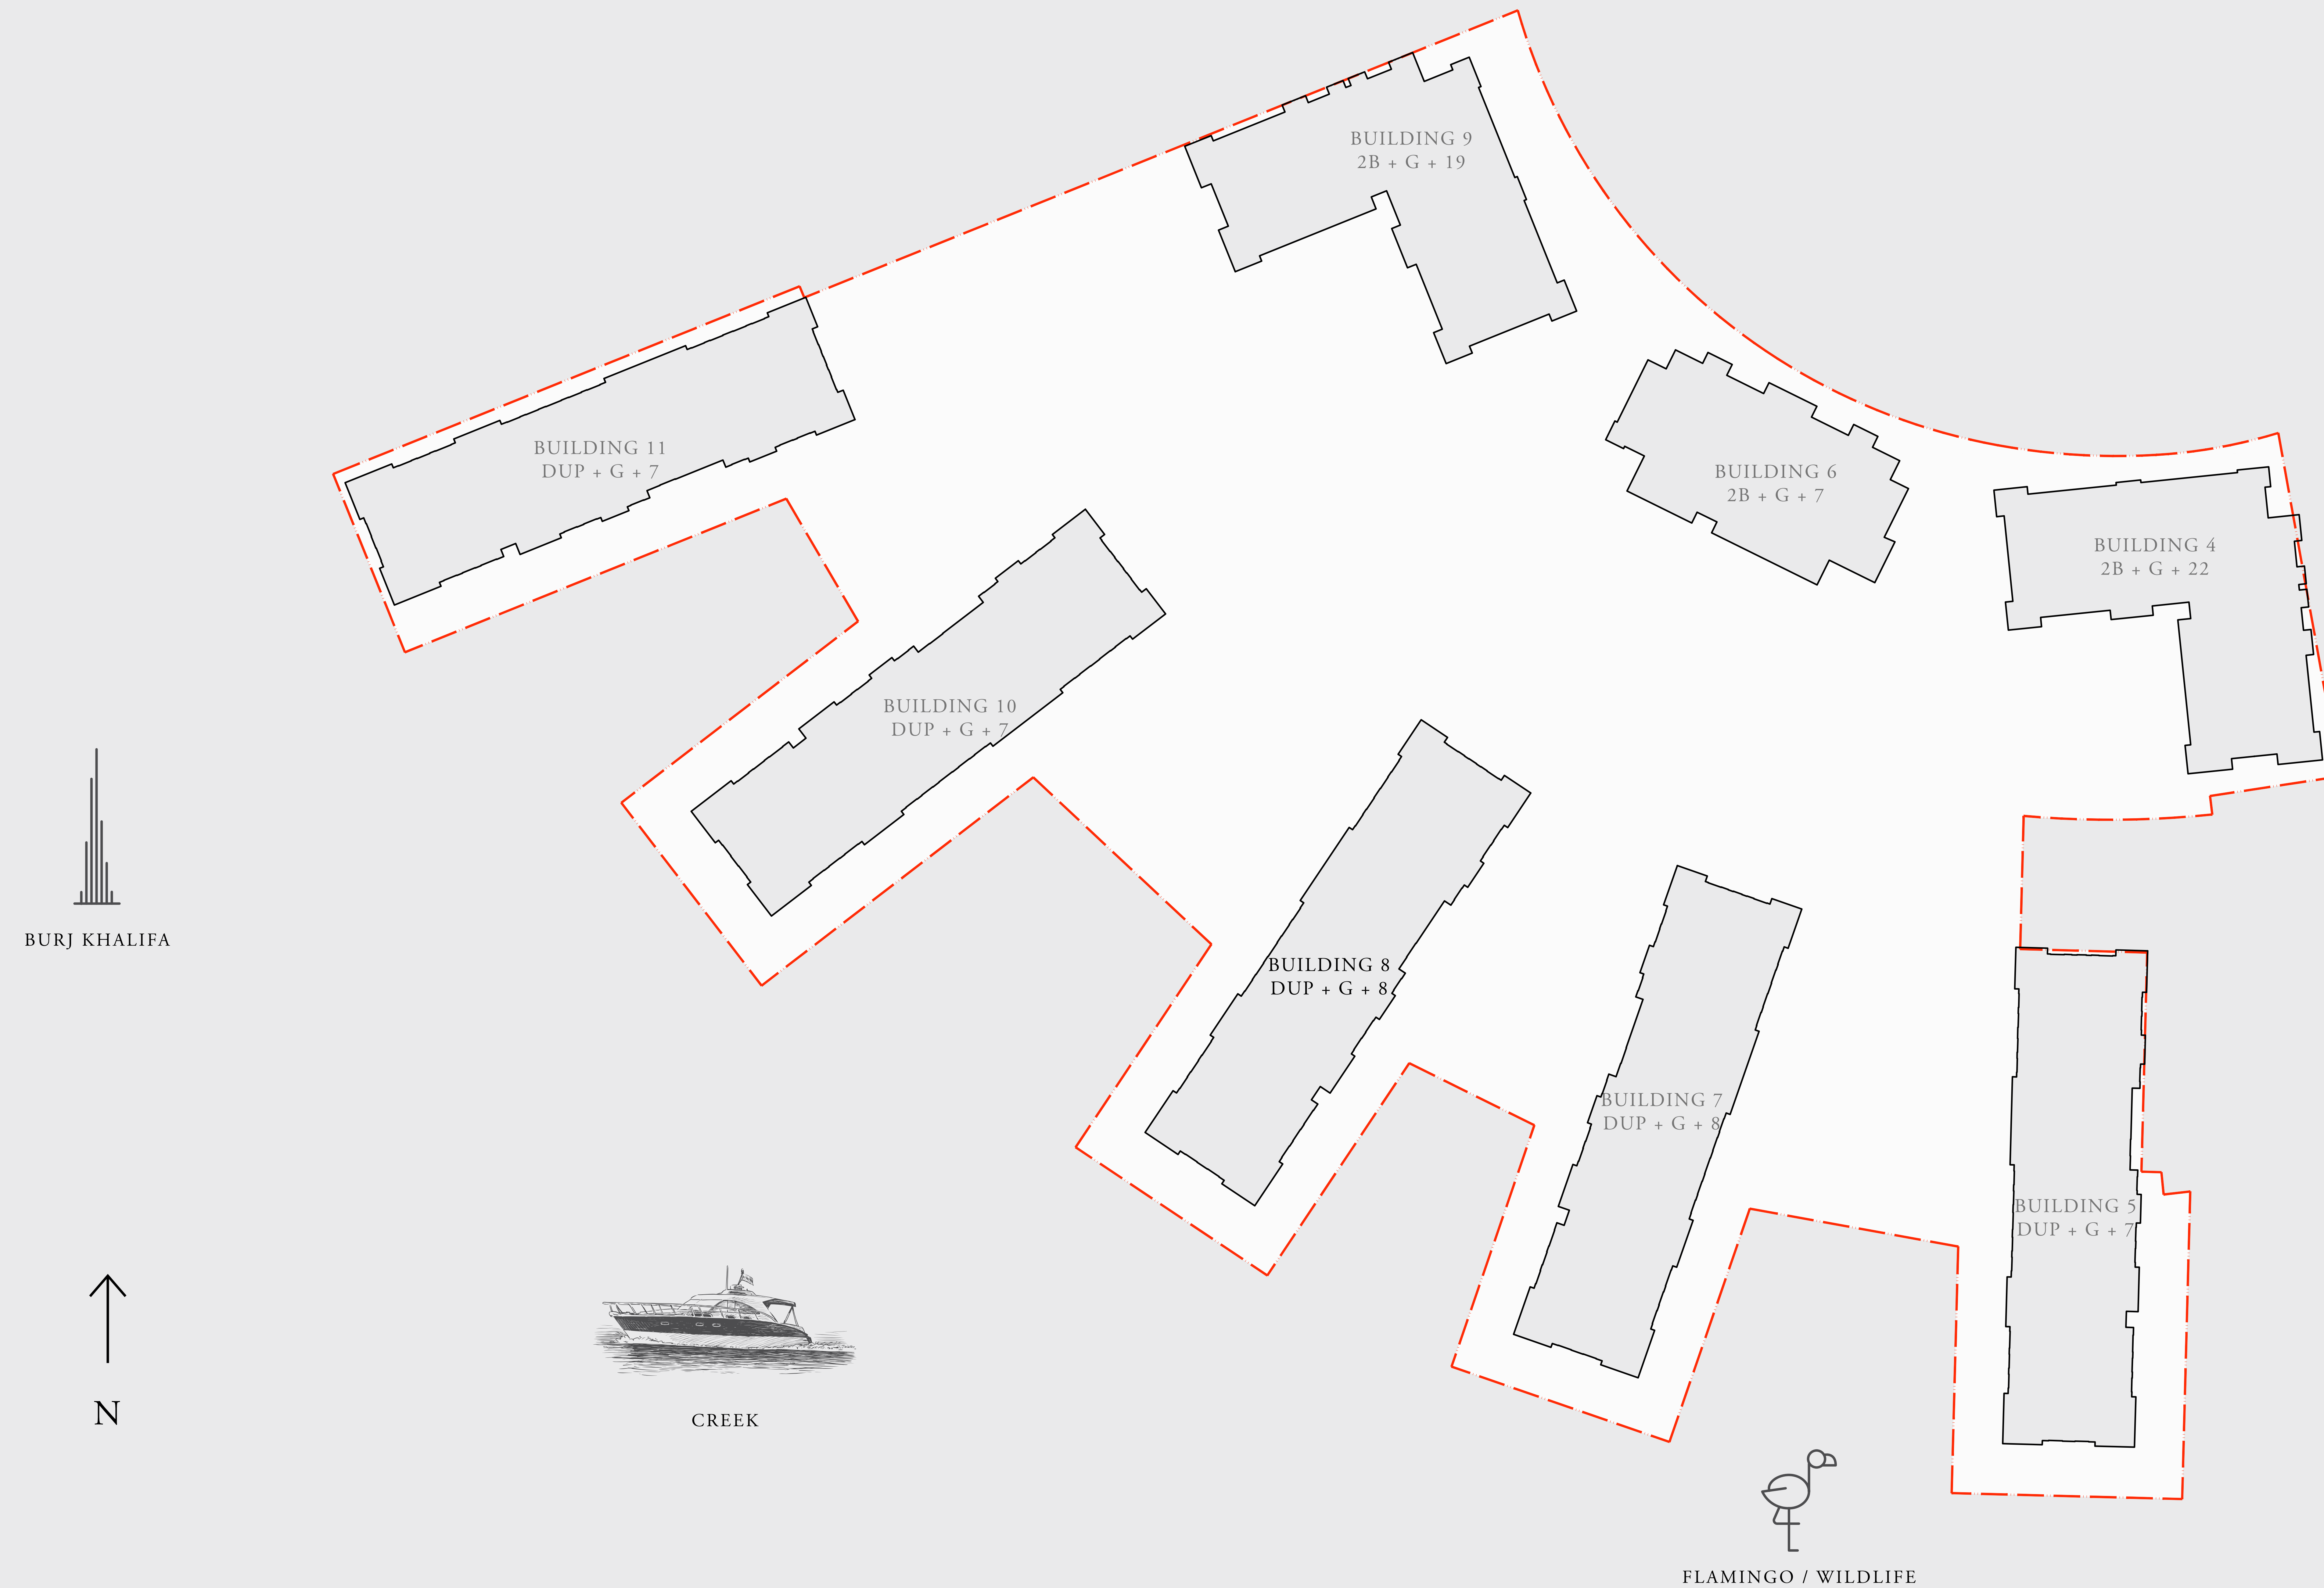 BUILDING 9
2B + G + 19
BUILDING 11
DUP + G + 7
BUILDING 6
2B + G + 7
BUILDING 4
2B + G + 22
BUILDING 10
DUP + G + 7
BURJ KHALIFA
BUILDING 8
DUP + G + 8
BUILDING 7
DUP + G + 8
BUILDING 5
DUP + G + 7
N
CREEK
FLAMINGO / WILDLIFE